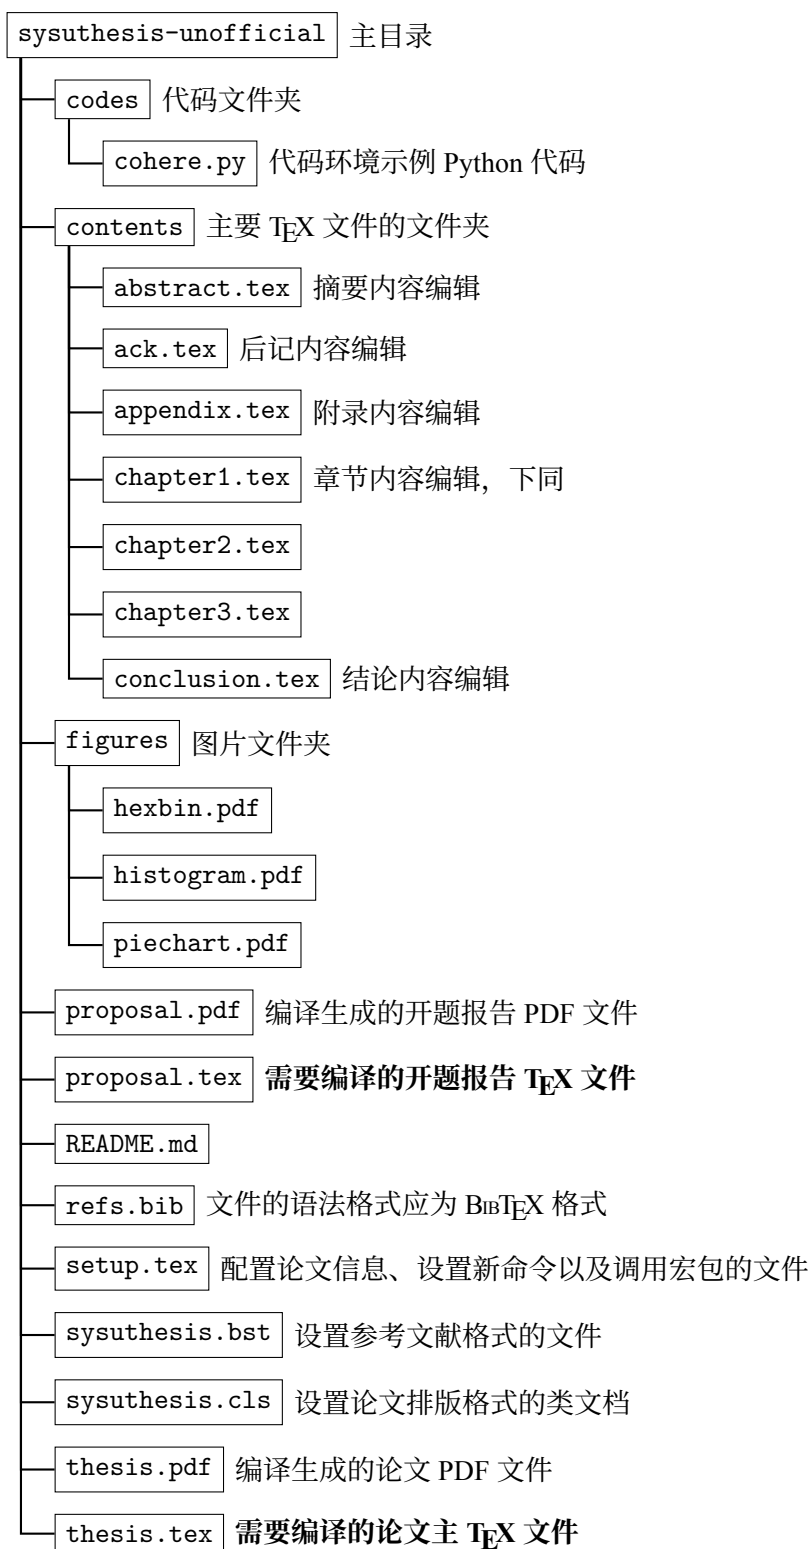 sysuthesis-unofficial 主目录
codes 代码文件夹
cohere.py 代码环境示例 Python 代码
contents 主要 TEX 文件的文件夹
abstract.tex 摘要内容编辑
ack.tex 后记内容编辑
appendix.tex 附录内容编辑
chapter1.tex 章节内容编辑，下同
chapter2.tex
chapter3.tex
conclusion.tex 结论内容编辑
figures 图片文件夹
hexbin.pdf
histogram.pdf
piechart.pdf
proposal.pdf 编译生成的开题报告 PDF 文件
proposal.tex 需要编译的开题报告 TEX 文件
README.md
refs.bib 文件的语法格式应为 BIBTEX 格式
setup.tex 配置论文信息、设置新命令以及调用宏包的文件
sysuthesis.bst 设置参考文献格式的文件
sysuthesis.cls 设置论文排版格式的类文档
thesis.pdf 编译生成的论文 PDF 文件
thesis.tex 需要编译的论文主 TEX 文件